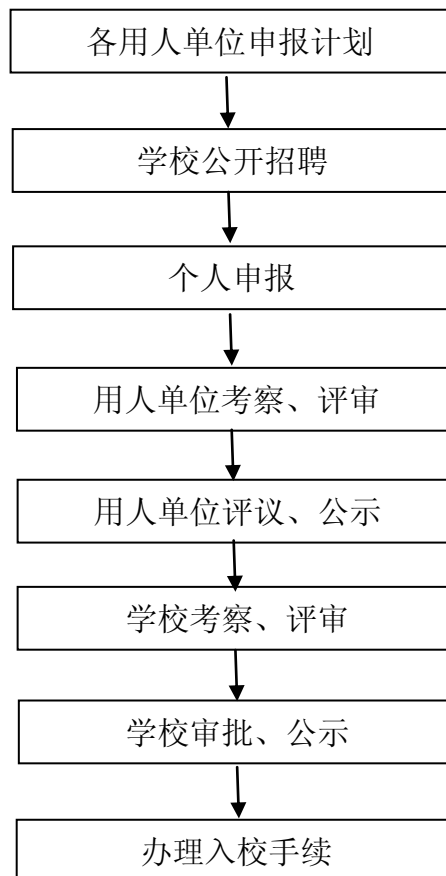 各用人单位申报计划
学校公开招聘
个人申报
用人单位考察、评审
用人单位评议、公示
学校考察、评审
学校审批、公示
办理入校手续